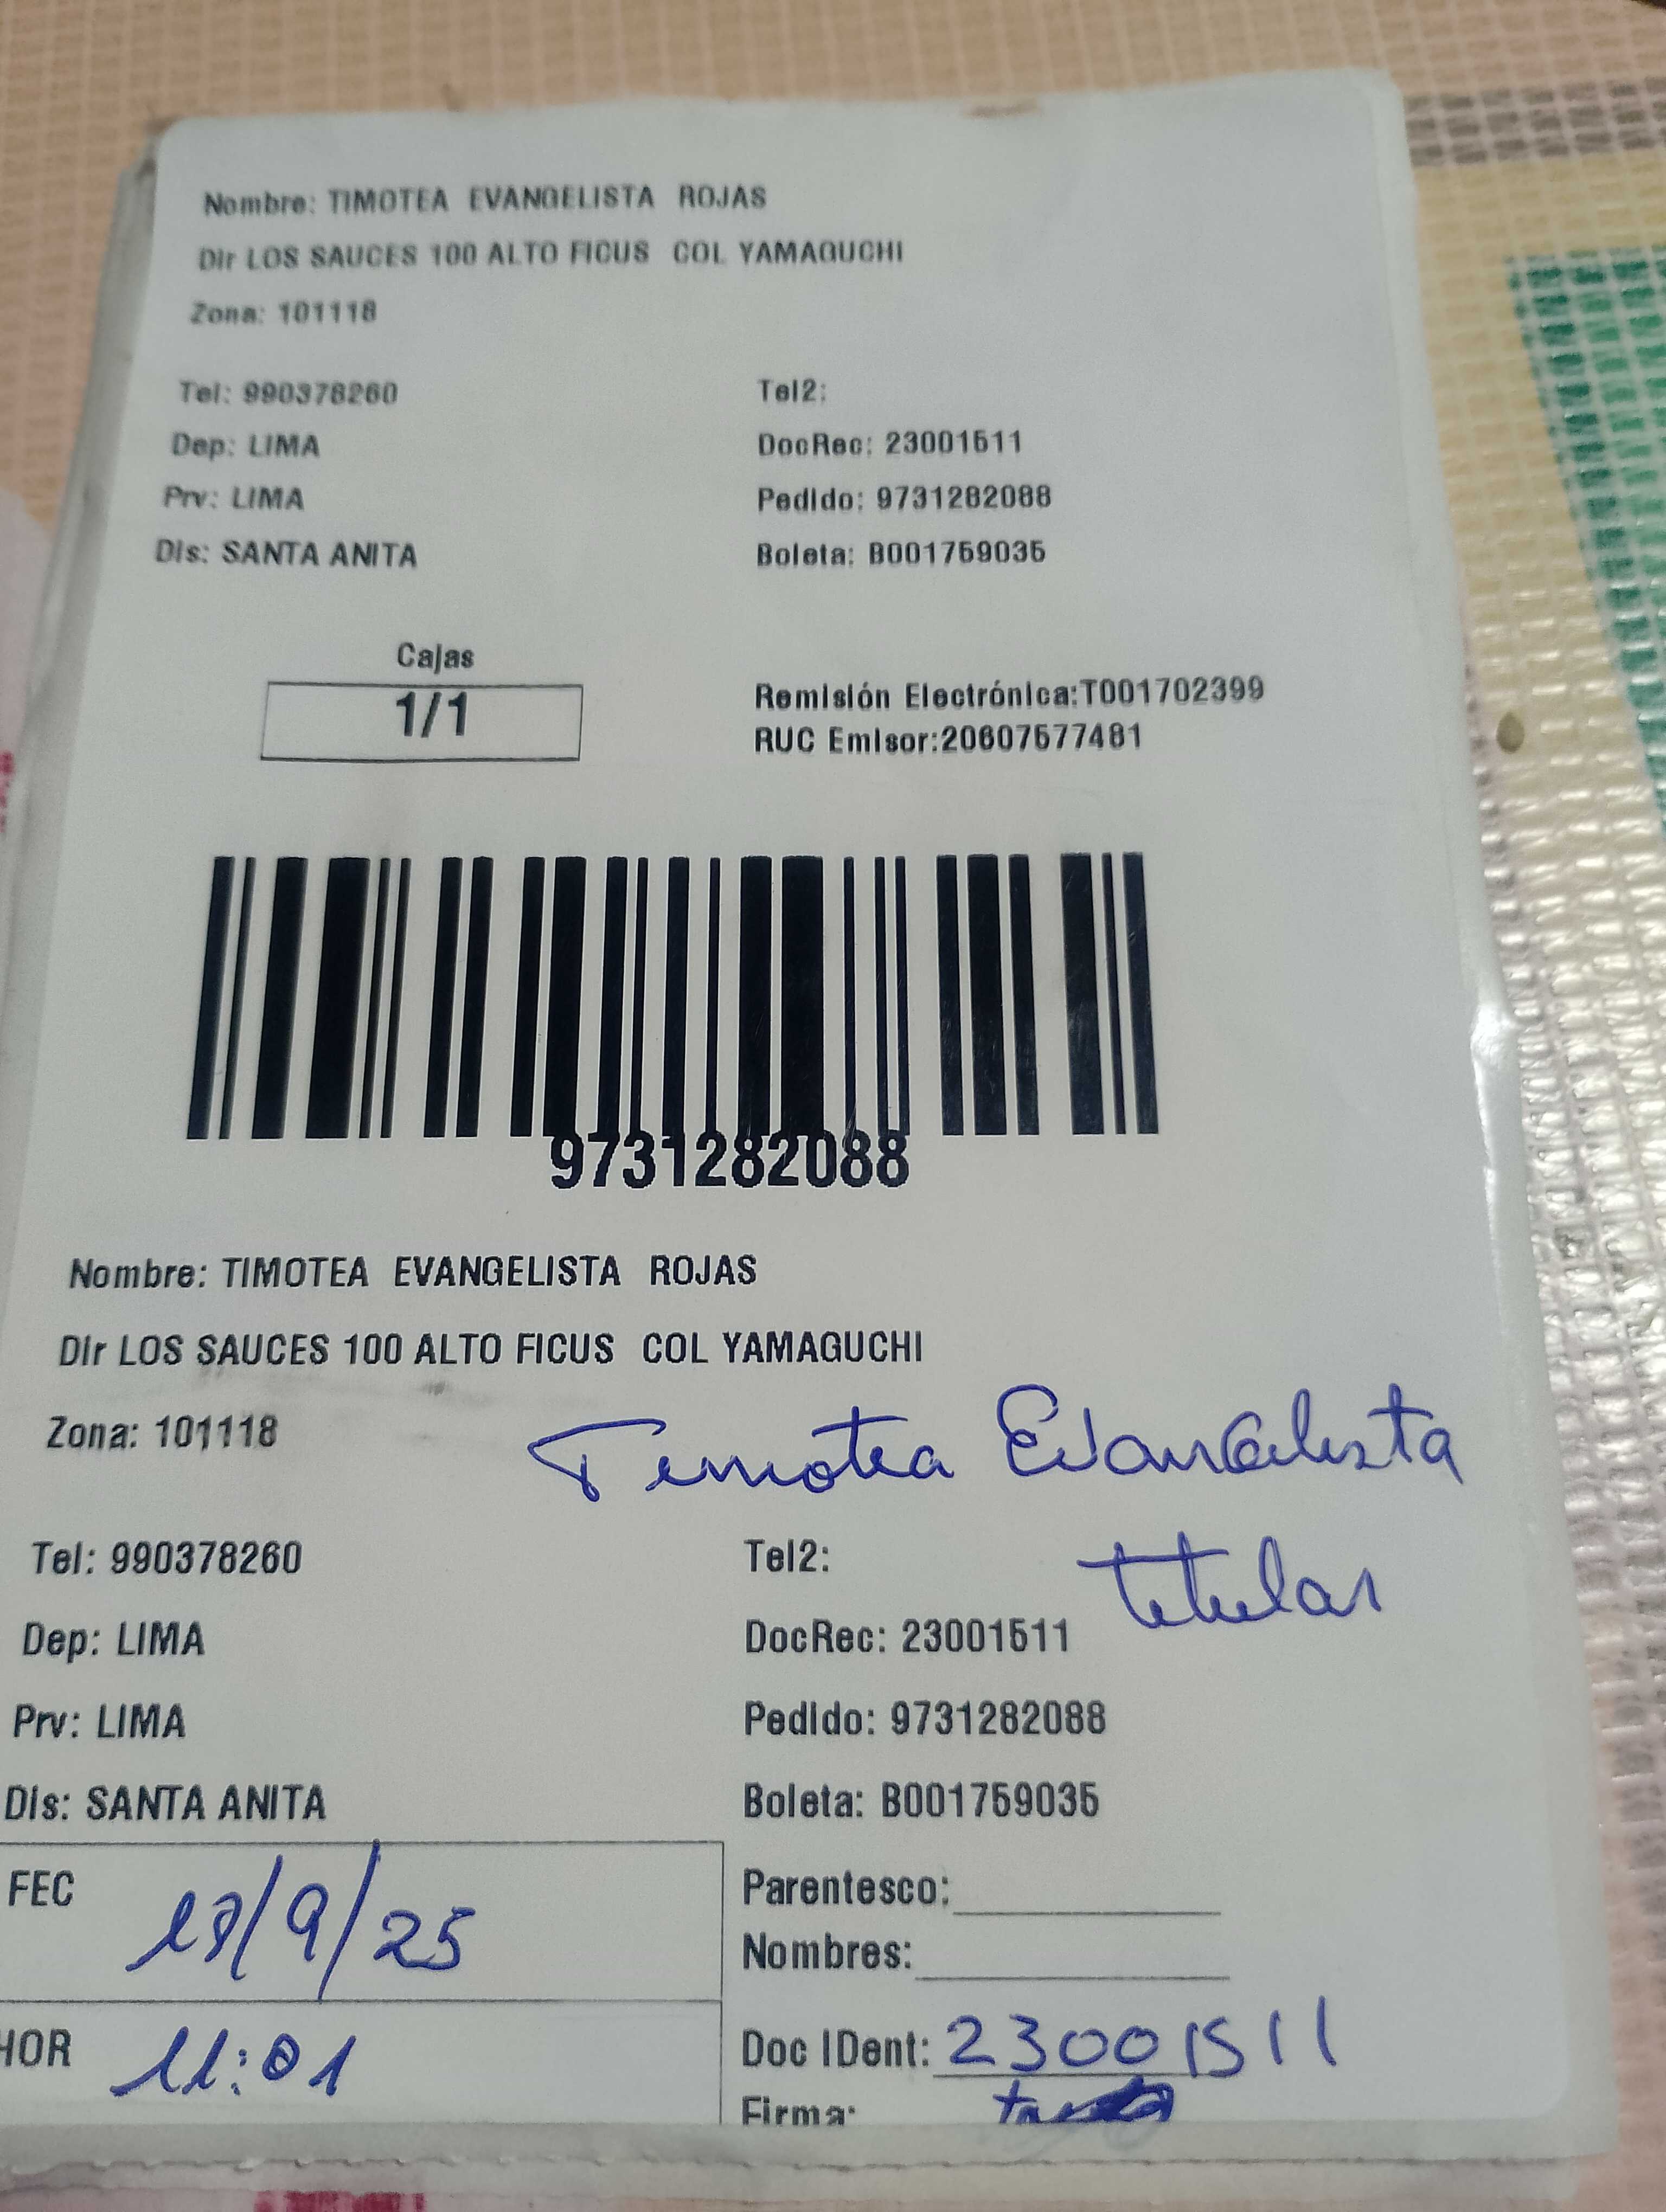 Nombre: TIMOTEA EVANGELISTA ROJAS
Dir LOS SAUCES 100 ALTO FICUS COL YAMAGUCHI
Zona: 101118
Tel: 990378260 Tel2:
Dep: LIMA DocRec: 23001511
Prv: LIMA Pedido: 9731282088
Dis: SANTA ANITA Boleta: B001759035
Cajas
1/1
Remisión Electrónica:T001702399
RUC Emisor:20607577481
9731282088
Nombre: TIMOTEA EVANGELISTA ROJAS
Dir LOS SAUCES 100 ALTO FICUS COL YAMAGUCHI
Zona: 101118
Timotea Evangelista
Tel: 990378260 Tel2:
titular
Dep: LIMA DocRec: 23001511
Prv: LIMA Pedido: 9731282088
Dis: SANTA ANITA Boleta: B001759035
FEC Parentesco:
Nombres:
HOR 11:01 Doc IDent: 23001511
Firma: